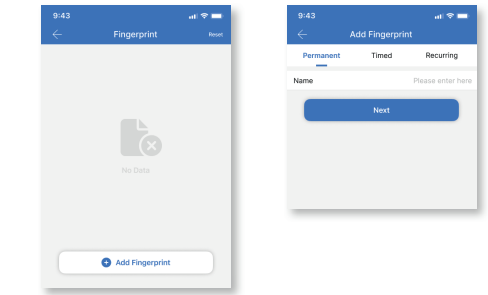 9:43
Fingerprint
Reset
No Data
Add Fingerprint
9:43
Add Fingerprint
Permanent Timed Recurring
Name Please enter here
Next